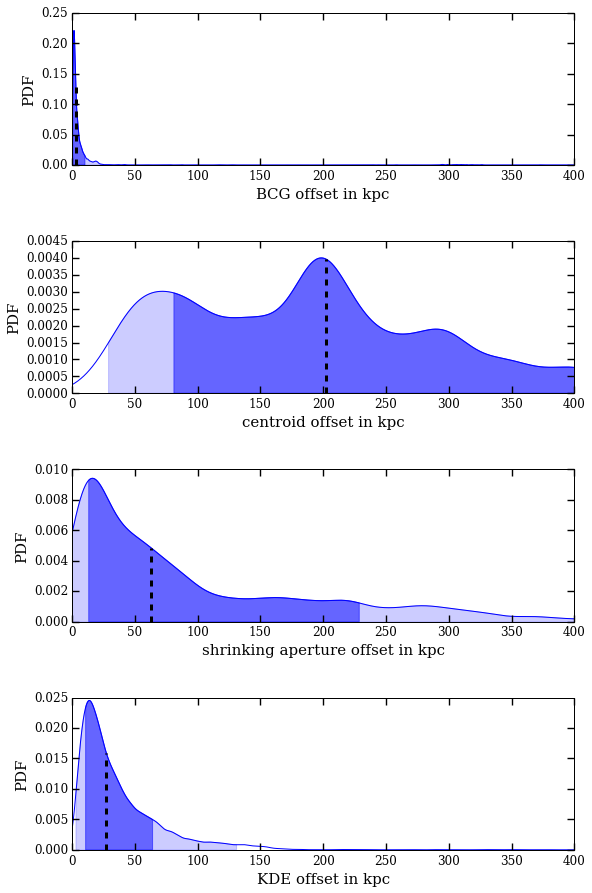 0.25
0.20
0.15
0.10
0.05
0.00
PDF
0 50 100 150 200 250 300 350 400
BCG offset in kpc
0.0045
0.0040
0.0035
0.0030
0.0025
0.0020
0.0015
0.0010
0.0005
0.0000
PDF
0 50 100 150 200 250 300 350 400
centroid offset in kpc
0.010
0.008
0.006
0.004
0.002
0.000
PDF
0 50 100 150 200 250 300 350 400
shrinking aperture offset in kpc
0.025
0.020
0.015
0.010
0.005
0.000
PDF
0 50 100 150 200 250 300 350 400
KDE offset in kpc